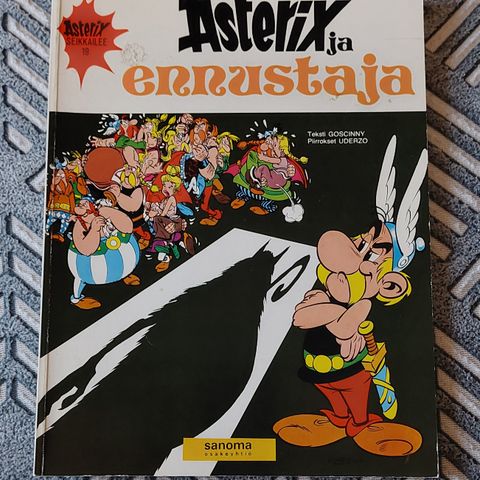 Asterix
SEIKKAILEE
19
Asterix ja
ennustaja
Teksti GOSCINNY
Piirrokset UDERZO
sanoma
osakeyhtiö